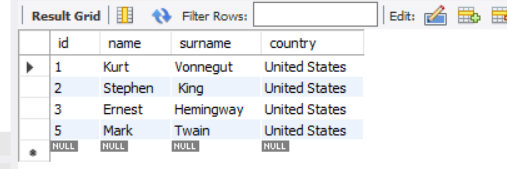 Result Grid Filter Rows: Edit:
id name surname country
1 Kurt Vonnegut United States
2 Stephen King United States
3 Ernest Hemingway United States
5 Mark Twain United States
NULL NULL NULL NULL